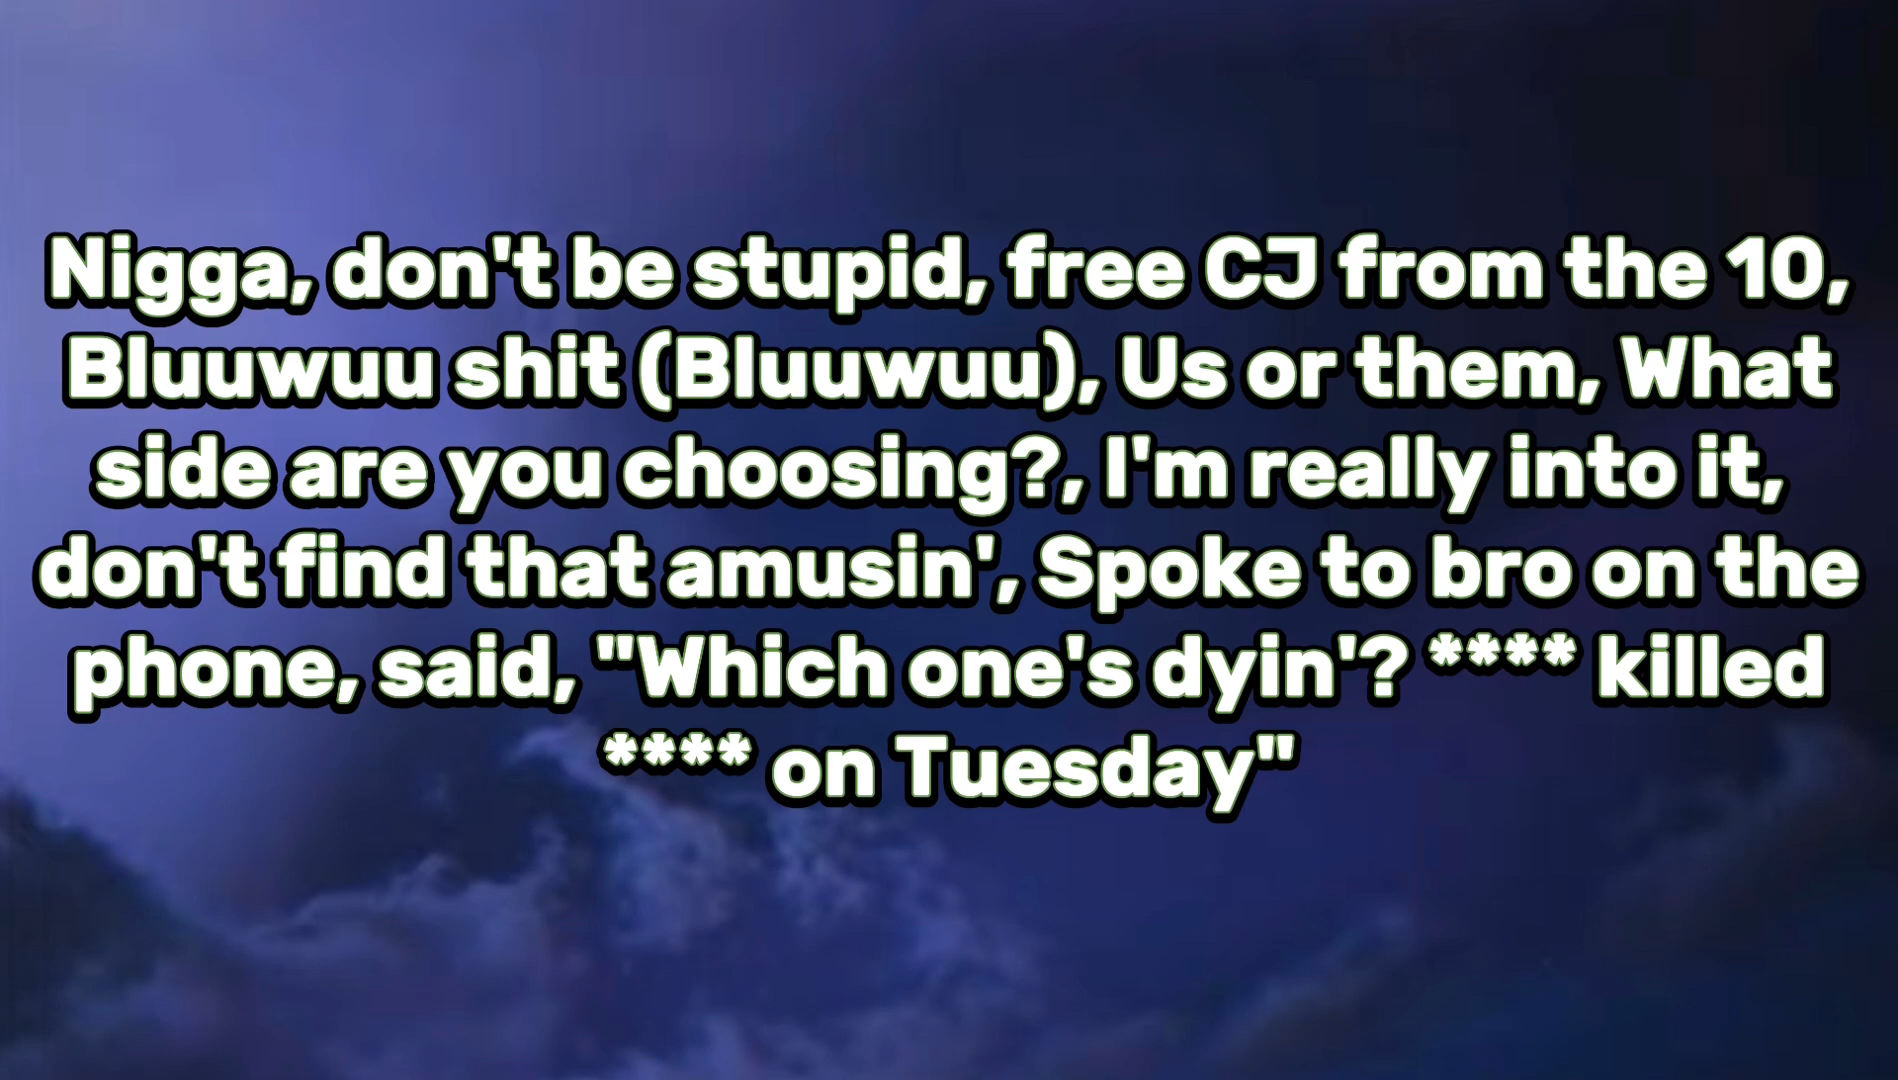 Nigga, don't be stupid, free CJ from the 10,
Bluuwuu shit (Bluuwuu), Us or them, What
side are you choosing?, I'm really into it,
don't find that amusin', Spoke to bro on the
phone, said, "Which one's dyin'? **** killed
**** on Tuesday"